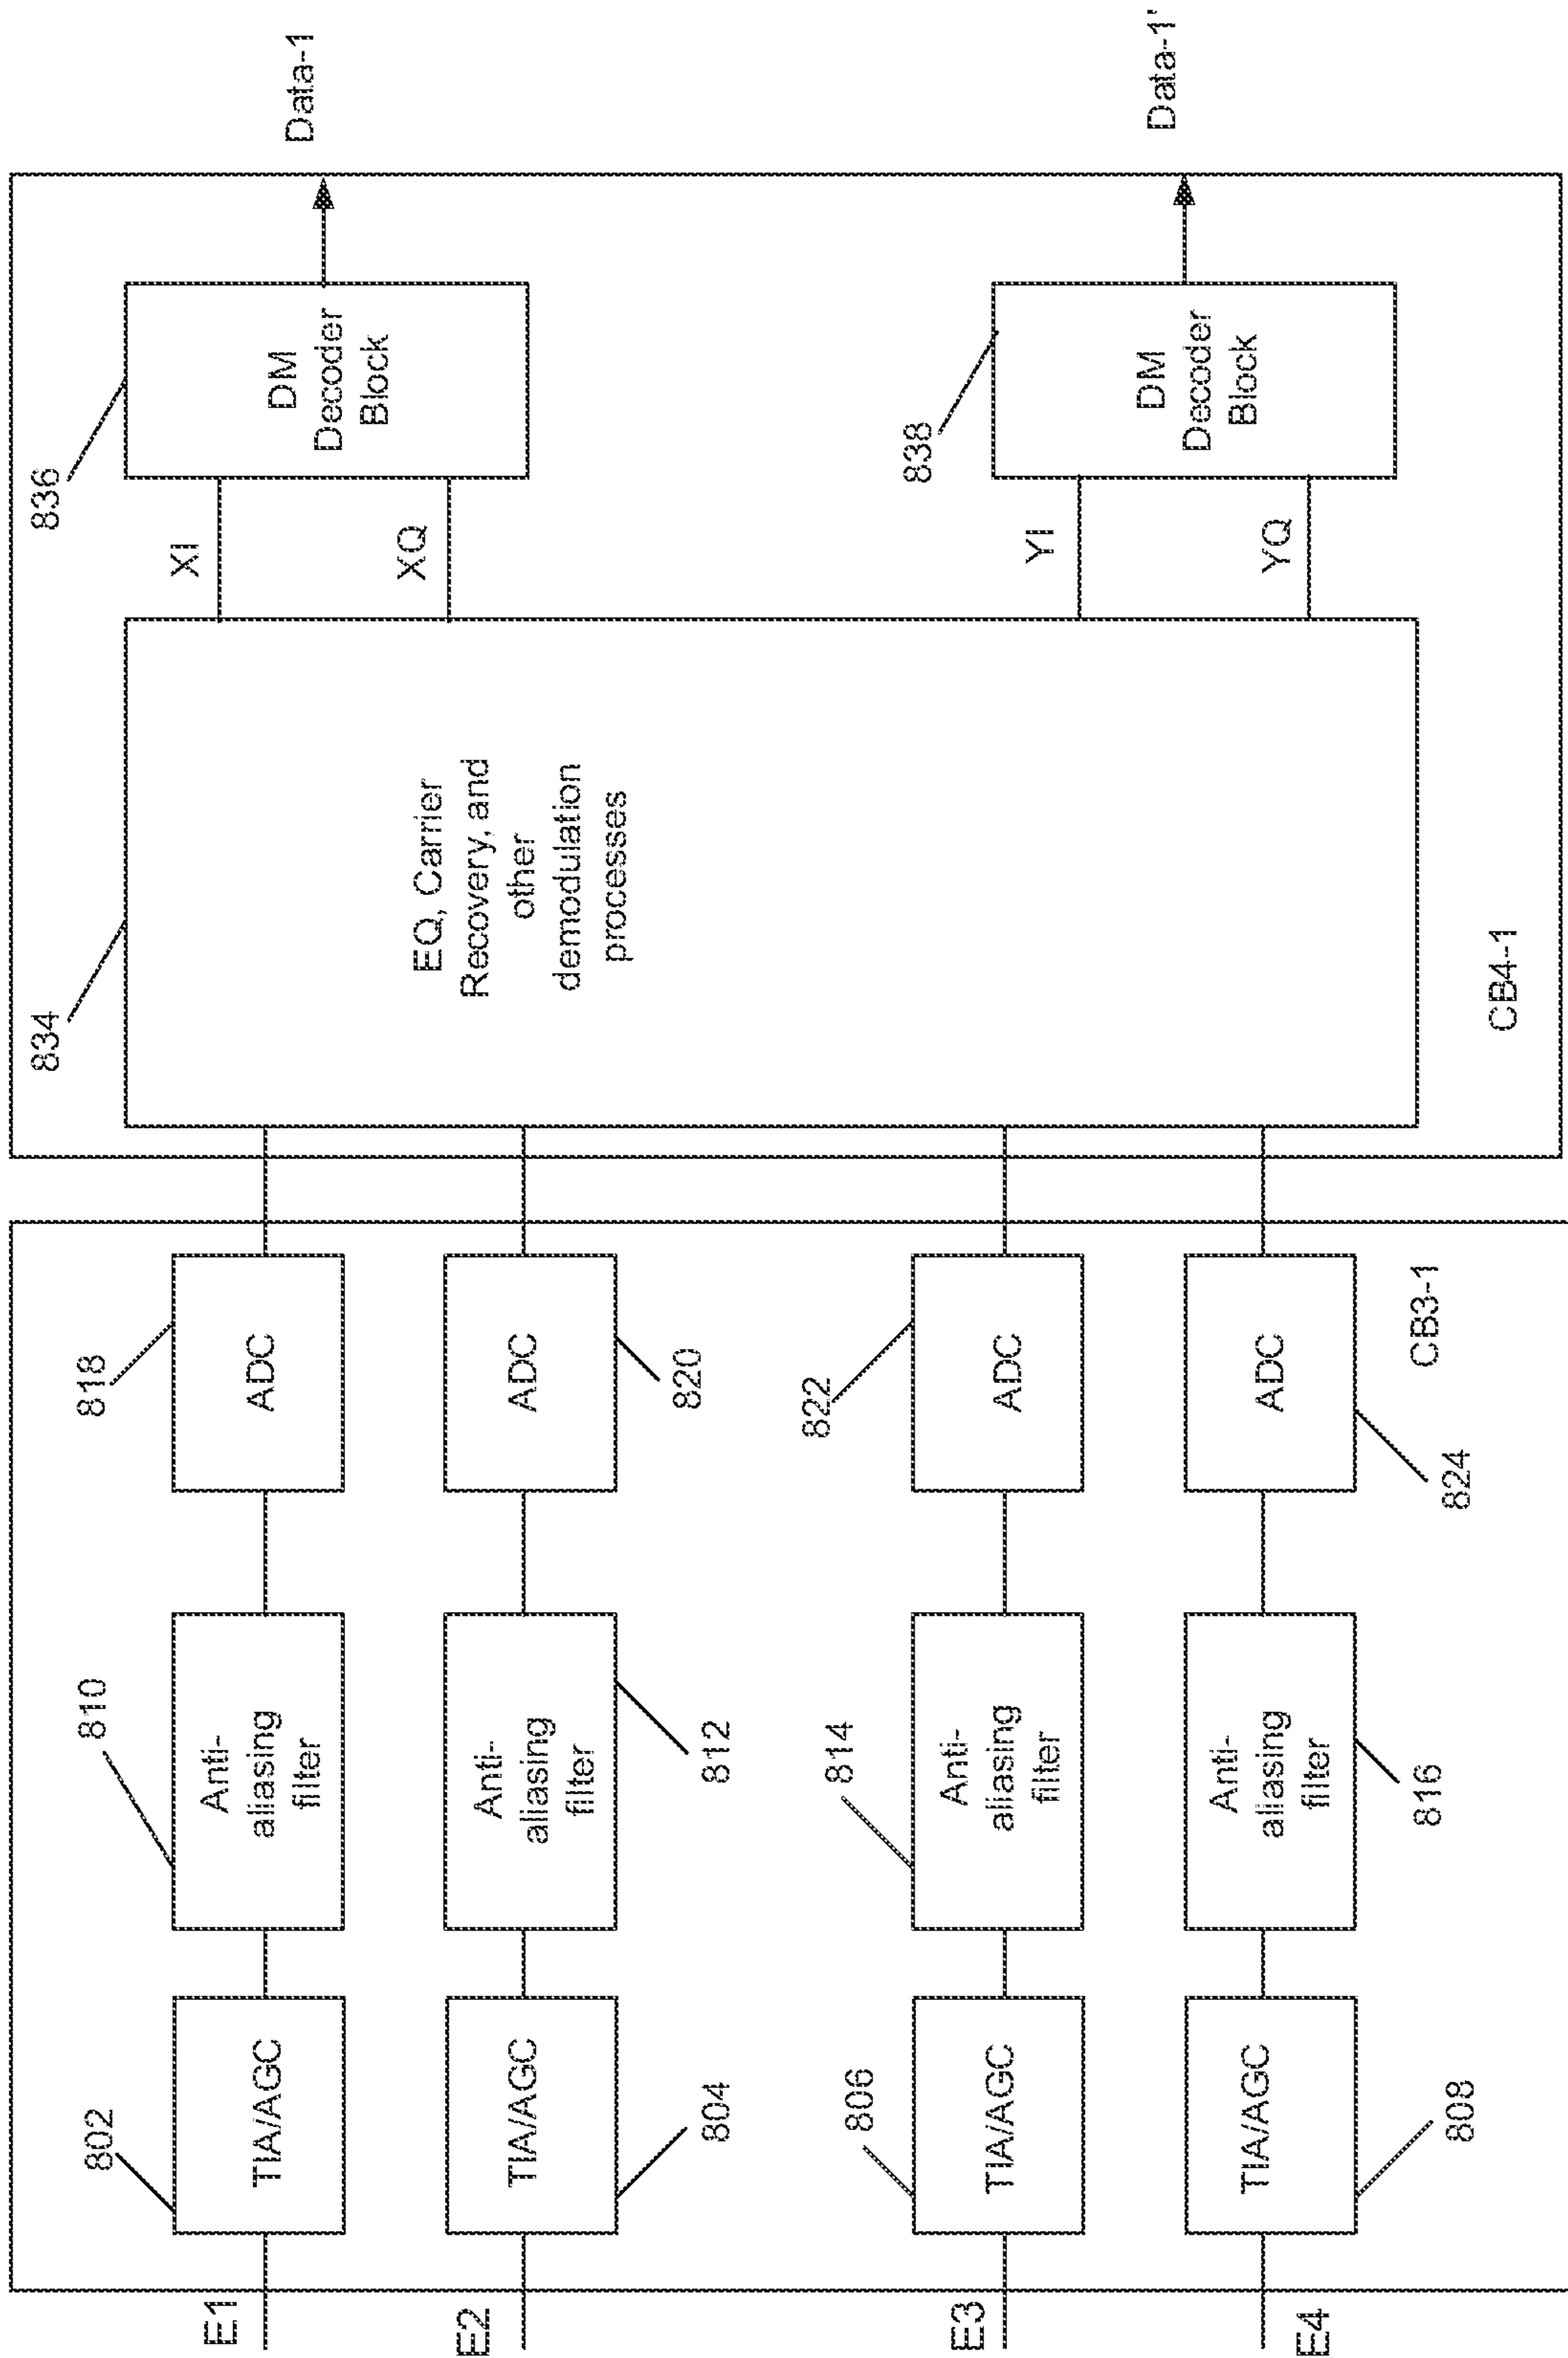 E1
802
TIA/AGC
810
Anti-
aliasing
filter
818
ADC
E2
TIA/AGC
804
Anti-
aliasing
filter
812
ADC
820
E3
806
TIA/AGC
814
Anti-
aliasing
filter
822
ADC
E4
TIA/AGC
808
Anti-
aliasing
filter
816
ADC
824
CB3-1
834
EQ, Carrier
Recovery, and
other
demodulation
processes
CB4-1
XI
XQ
836
DM
Decoder
Block
Data-1
YI
YQ
838
DM
Decoder
Block
Data-1'